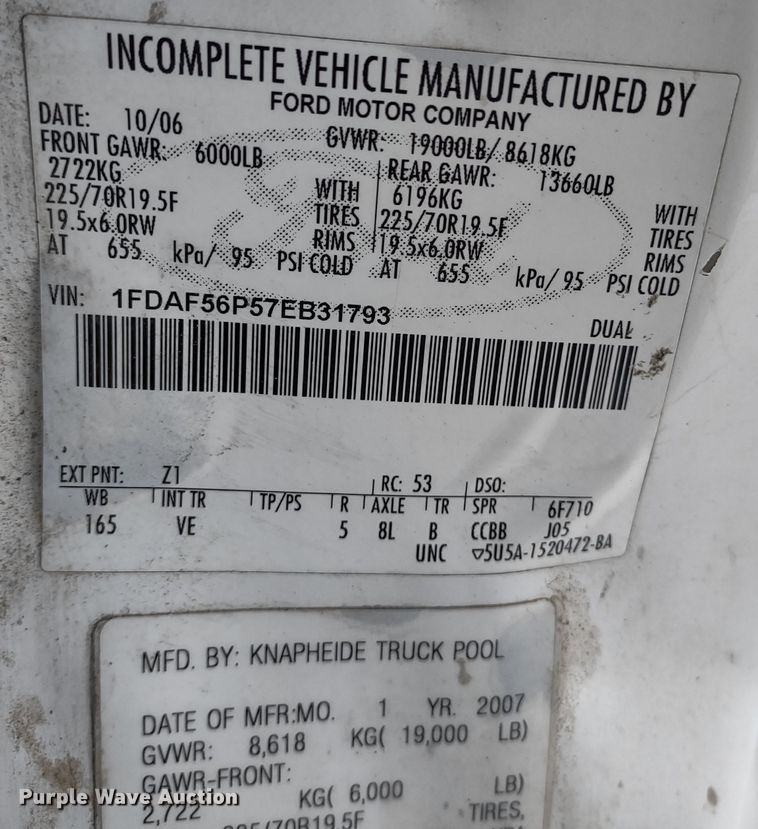 INCOMPLETE VEHICLE MANUFACTURED BY
FORD MOTOR COMPANY
DATE: 10/06 GVWR: 19000LB/ 8618KG
FRONT GAWR: 6000LB REAR GAWR: 13660LB
2722KG WITH 6196KG WITH
225/70R19.5F TIRES 225/70R19.5F TIRES
19.5x6.0RW RIMS 19.5x6.0RW RIMS
AT 655 kPa/ 95 PSI COLD AT 655 kPa/ 95 PSI COLD
VIN: 1FDAF56P57EB31793
DUAL
EXT PNT: Z1 RC: 53 DSO:
WB INT TR TP/PS R AXLE TR SPR 6F710
165 VE 5 8L B CCBB J05
UNC ▽5U5A-1520472-BA
MFD. BY: KNAPHEIDE TRUCK POOL
DATE OF MFR:MO. 1 YR. 2007
GVWR: 8,618 KG( 19,000 LB)
GAWR-FRONT:
2,722 KG( 6,000 LB)
225/70R19.5F TIRES,
Purple Wave Auction